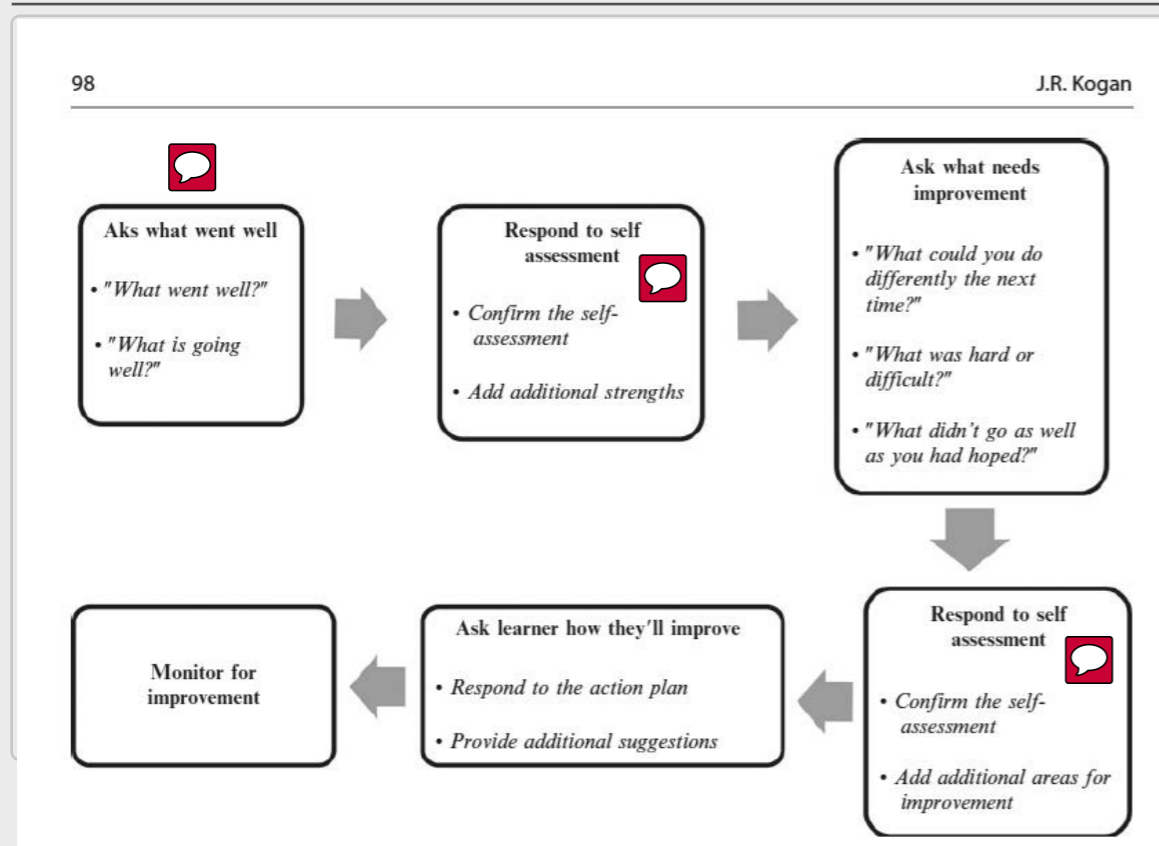 98
J.R. Kogan
Aks what went well
• "What went well?"
• "What is going
well?"
Respond to self
assessment
• Confirm the self-
assessment
• Add additional strengths
Ask what needs
improvement
• "What could you do
differently the next
time?"
• "What was hard or
difficult?"
• "What didn't go as well
as you had hoped?"
Respond to self
assessment
• Confirm the self-
assessment
• Add additional areas for
improvement
Ask learner how they'll improve
• Respond to the action plan
• Provide additional suggestions
Monitor for
improvement